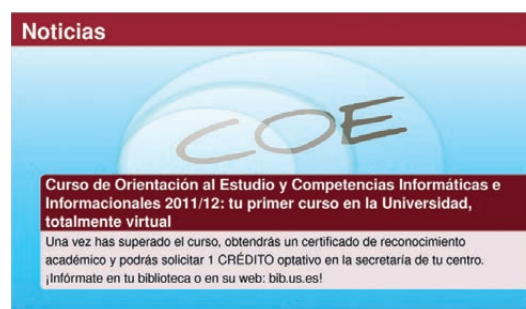 Noticias
COE
Curso de Orientación al Estudio y Competencias Informáticas e
Informacionales 2011/12: tu primer curso en la Universidad,
totalmente virtual
Una vez has superado el curso, obtendrás un certificado de reconocimiento
académico y podrás solicitar 1 CRÉDITO optativo en la secretaría de tu centro.
¡Infórmate en tu biblioteca o en su web: bib.us.es!